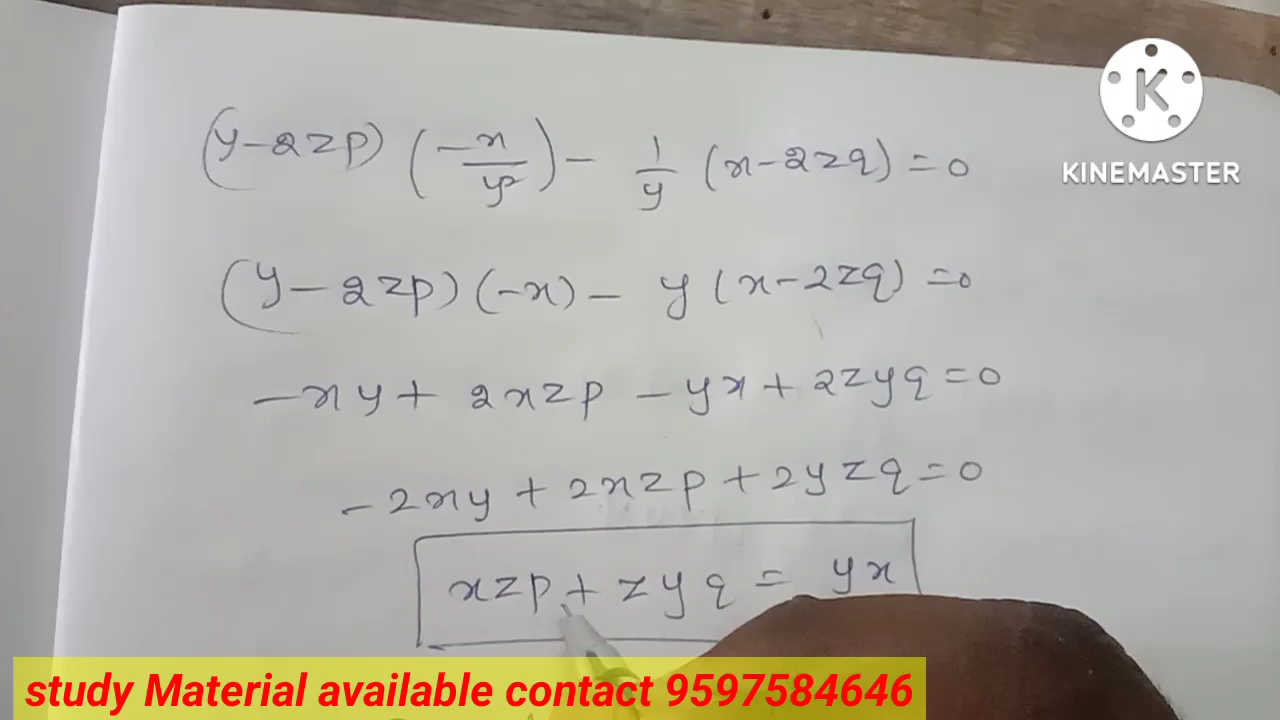 (y-2zp) (-x/y²) - 1/y (x-2zq) = 0
KINEMASTER
(y-2zp) (-x) - y (x-2zq) = 0
-xy + 2xzp - yx + 2zyq = 0
-2xy + 2xzp + 2yzq = 0
xzp + zyq = yx
study Material available contact 9597584646